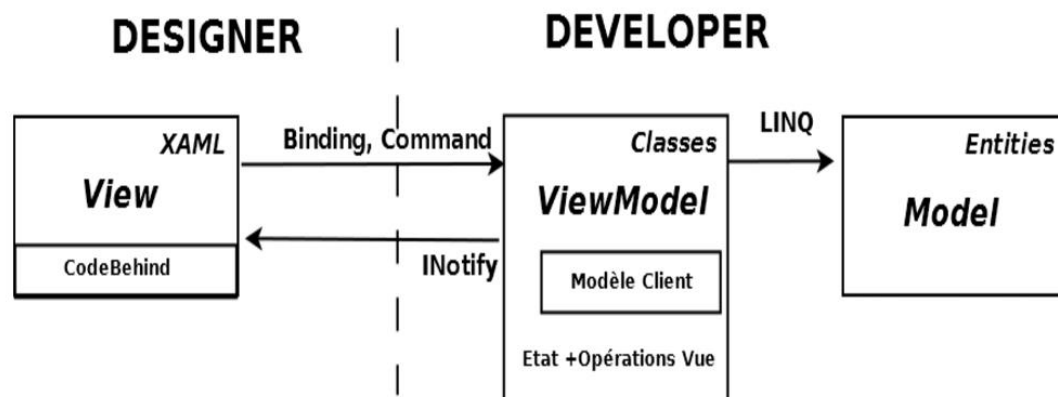 DESIGNER
DEVELOPER
XAML
View
CodeBehind
Binding, Command
INotify
Classes
ViewModel
Modèle Client
Etat +Opérations Vue
LINQ
Entities
Model